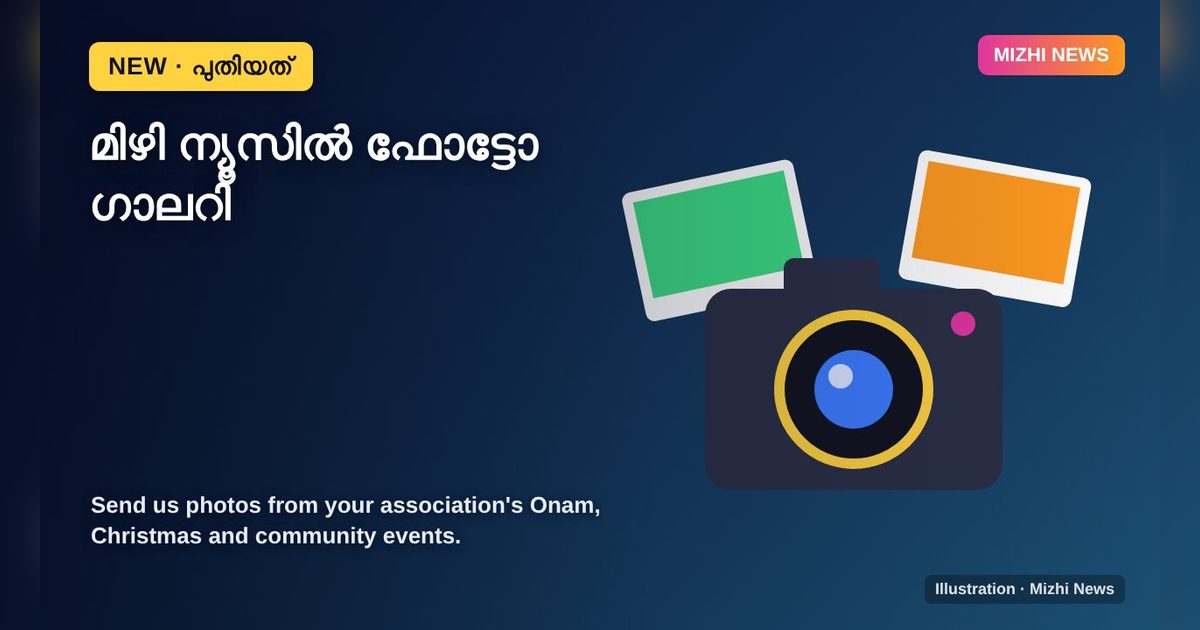 NEW · പുതിയത്
MIZHI NEWS
മിഴി ന്യൂസിൽ ഫോട്ടോ
ഗാലറി
Send us photos from your association's Onam,
Christmas and community events.
Illustration · Mizhi News